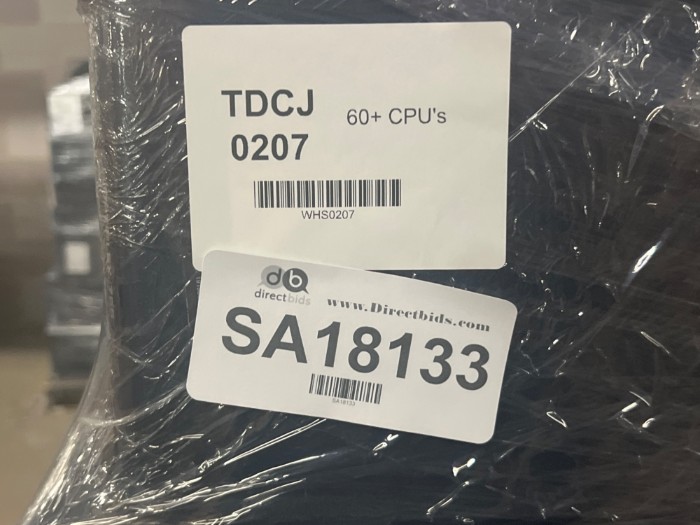 TDCJ 60+ CPU's
0207
WHS0207
db
directbids www.Directbids.com
SA18133
SA18133